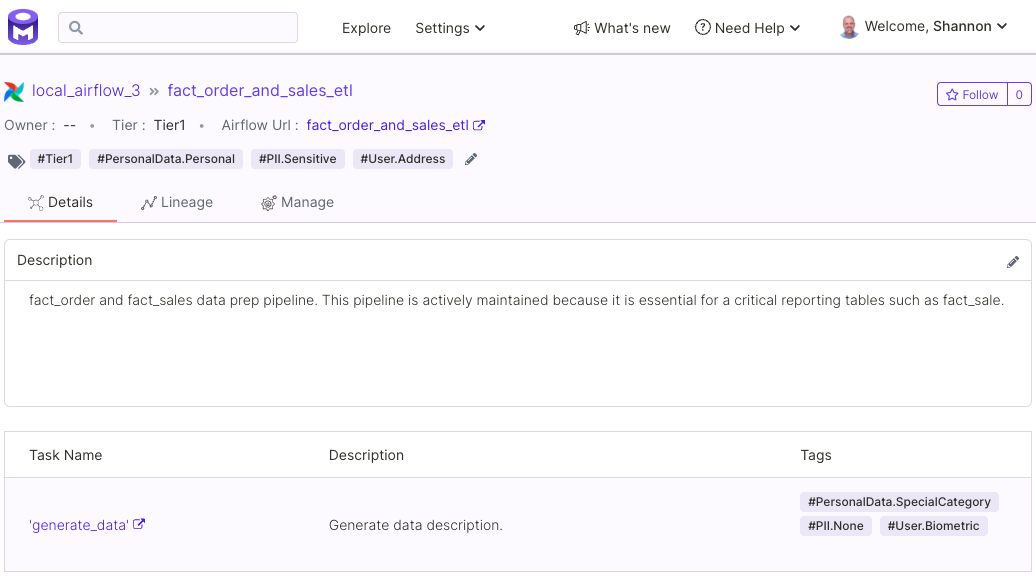 Explore Settings What's new Need Help Welcome, Shannon
local_airflow_3 » fact_order_and_sales_etl Follow 0
Owner : -- • Tier : Tier1 • Airflow Url : fact_order_and_sales_etl
#Tier1 #PersonalData.Personal #PII.Sensitive #User.Address
Details Lineage Manage
Description
fact_order and fact_sales data prep pipeline. This pipeline is actively maintained because it is essential for a critical reporting tables such as fact_sale.
Task Name Description Tags
#PersonalData.SpecialCategory
'generate_data' Generate data description. #PII.None #User.Biometric